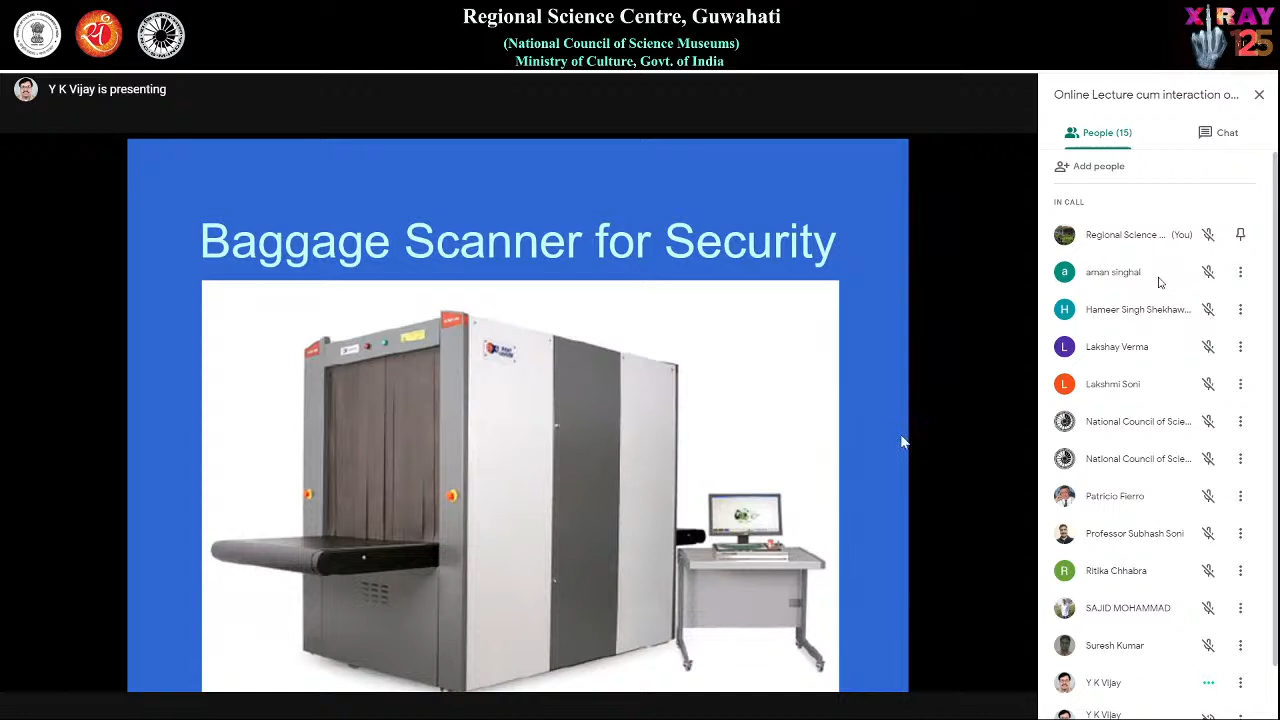 Regional Science Centre, Guwahati
(National Council of Science Museums)
Ministry of Culture, Govt. of India
X RAY
125
Y K Vijay is presenting
Baggage Scanner for Security
Online Lecture cum interaction o...
People (15)
Chat
Add people
IN CALL
Regional Science ... (You)
a aman singhal
H Hameer Singh Shekhaw...
L Lakshay Verma
L Lakshmi Soni
National Council of Scie...
National Council of Scie...
Patricio Fierro
Professor Subhash Soni
R Ritika Chhabra
SAJID MOHAMMAD
Suresh Kumar
Y K Vijay
Y K Vijay